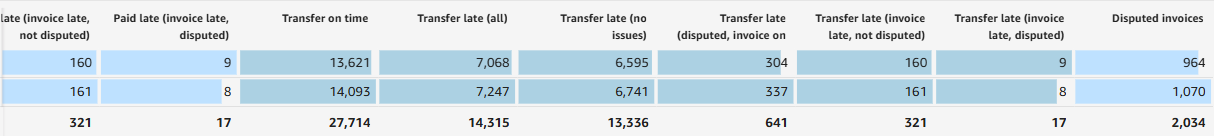 late (invoice late, not disputed) Paid late (invoice late, disputed) Transfer on time Transfer late (all) Transfer late (no issues) Transfer late (disputed, invoice on Transfer late (invoice late, not disputed) Transfer late (invoice late, disputed) Disputed invoices
160 9 13,621 7,068 6,595 304 160 9 964
161 8 14,093 7,247 6,741 337 161 8 1,070
321 17 27,714 14,315 13,336 641 321 17 2,034